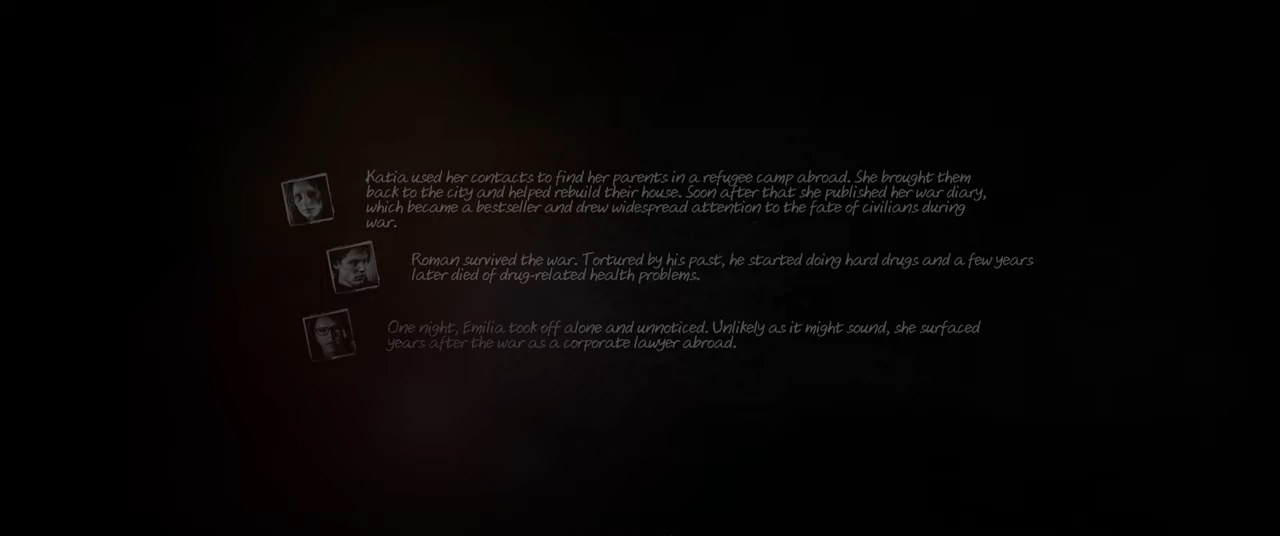 Katia used her contacts to find her parents in a refugee camp abroad. She brought them
back to the city and helped rebuild their house. Soon after that she published her war diary,
which became a bestseller and drew widespread attention to the fate of civilians during
war.
Roman survived the war. Tortured by his past, he started doing hard drugs and a few years
later died of drug-related health problems.
One night, Emilia took off alone and unnoticed. Unlikely as it might sound, she surfaced
years after the war as a corporate lawyer abroad.